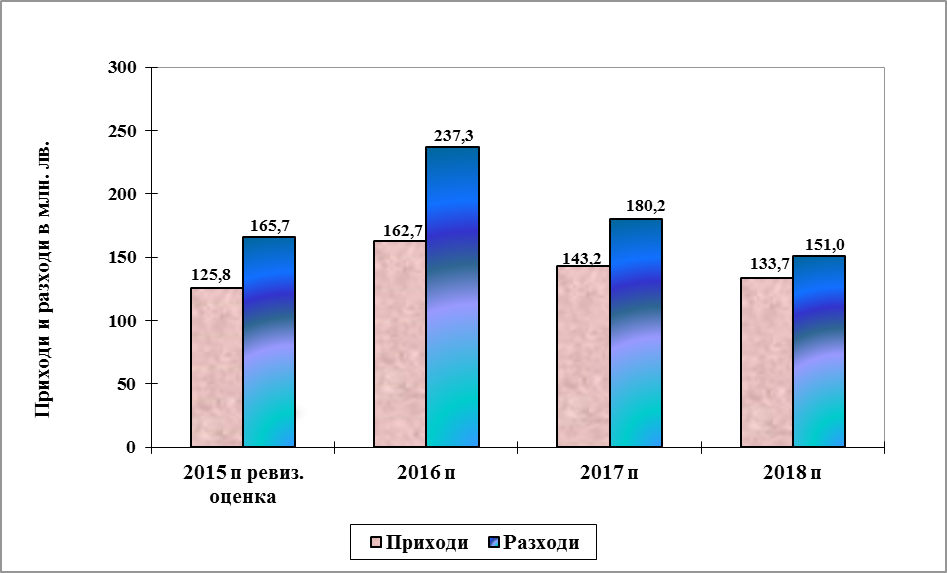 Приходи и разходи в млн. лв.
300
250
200
150
100
50
0
125,8
165,7
162,7
237,3
143,2
180,2
133,7
151,0
2015 п ревиз.
оценка
2016 п
2017 п
2018 п
Приходи
Разходи